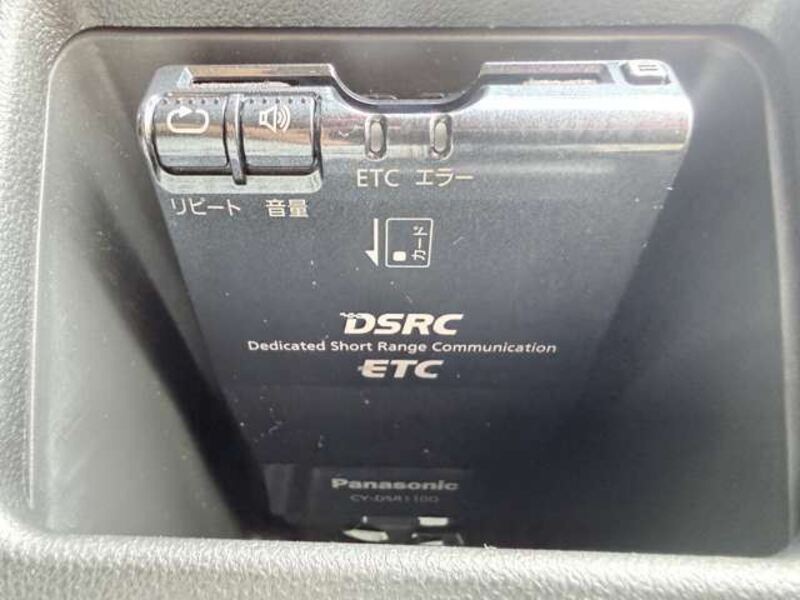 リピート 音量
ETC エラー
カード
DSRC
Dedicated Short Range Communication
ETC
Panasonic
CY-DSR110D